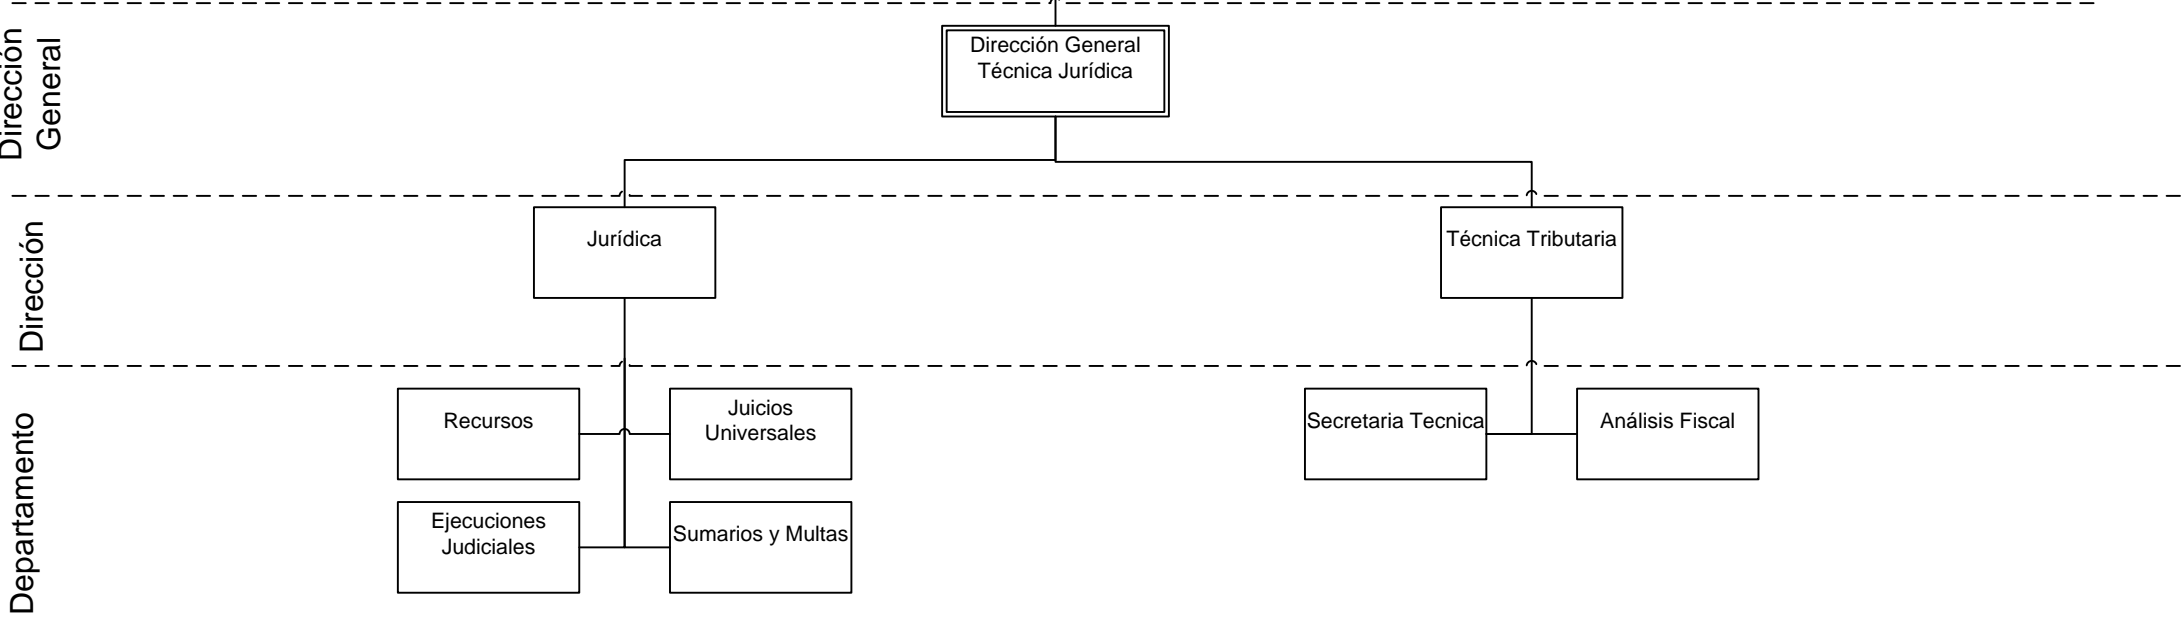 Dirección
General
Dirección General
Técnica Jurídica
Dirección
Jurídica
Técnica Tributaria
Departamento
Recursos
Juicios
Universales
Secretaria Tecnica
Análisis Fiscal
Ejecuciones
Judiciales
Sumarios y Multas